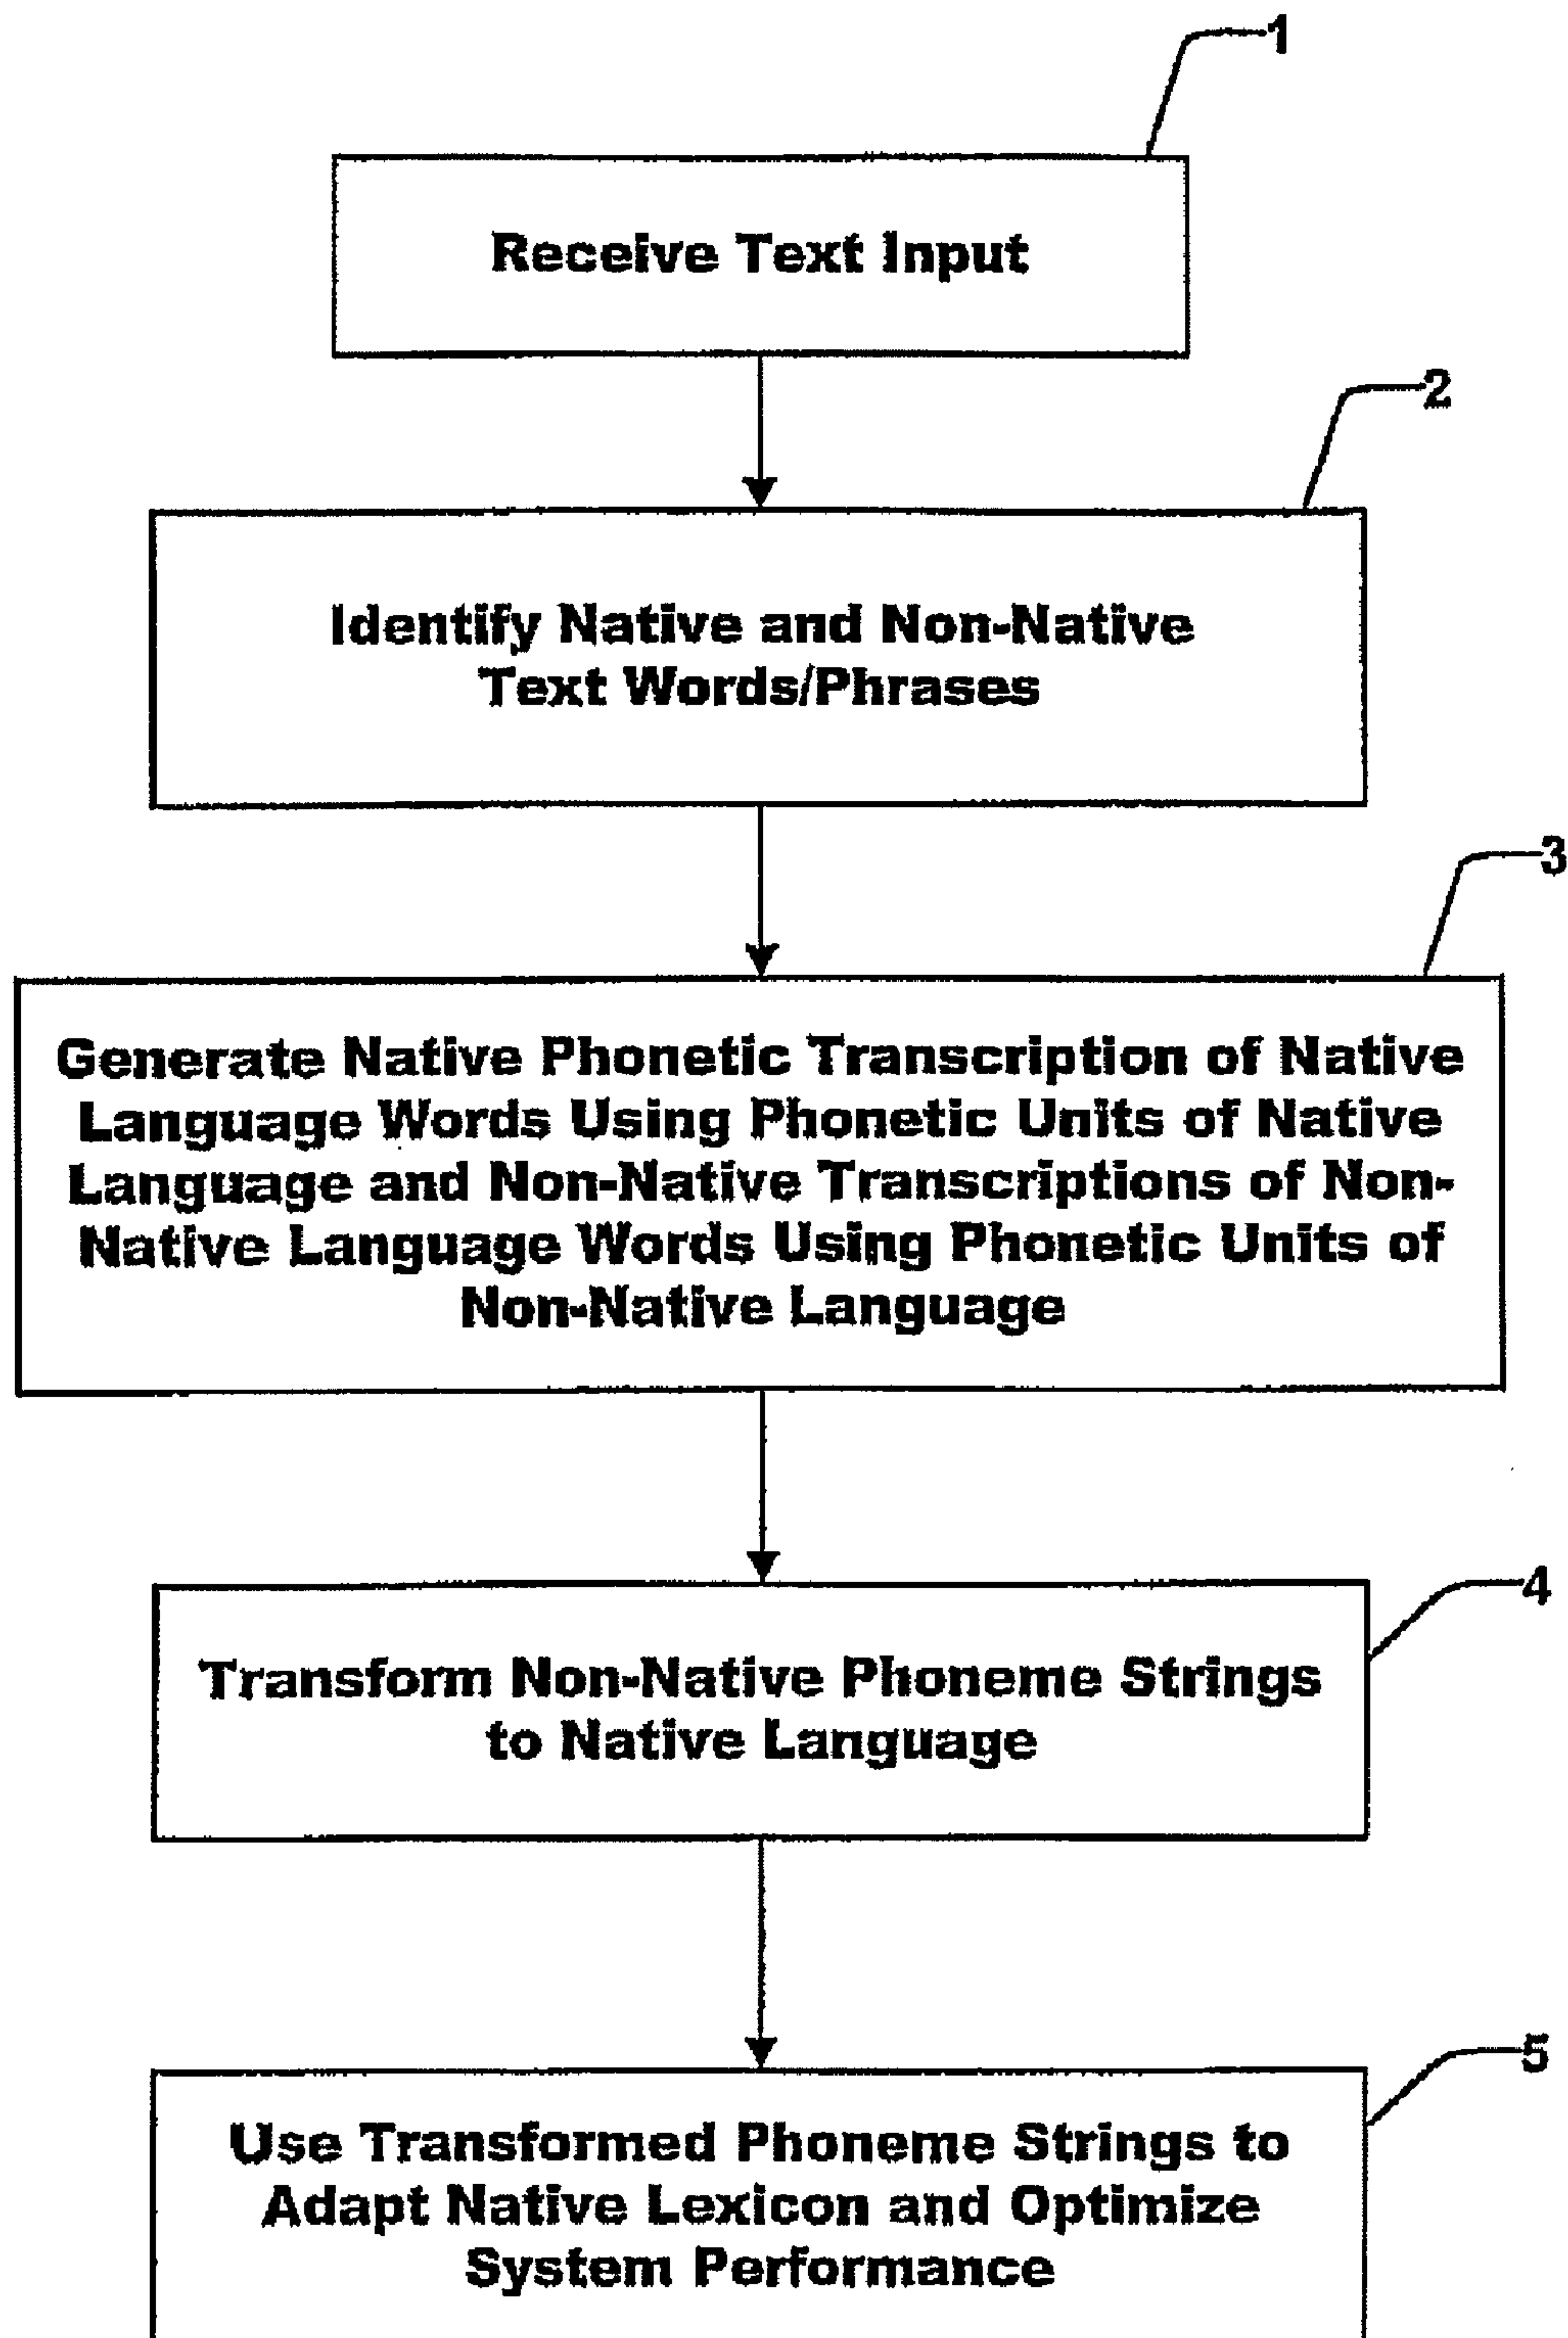 1
Receive Text Input
2
Identify Native and Non-Native
Text Words/Phrases
3
Generate Native Phonetic Transcription of Native
Language Words Using Phonetic Units of Native
Language and Non-Native Transcriptions of Non-
Native Language Words Using Phonetic Units of
Non-Native Language
4
Transform Non-Native Phoneme Strings
to Native Language
5
Use Transformed Phoneme Strings to
Adapt Native Lexicon and Optimize
System Performance